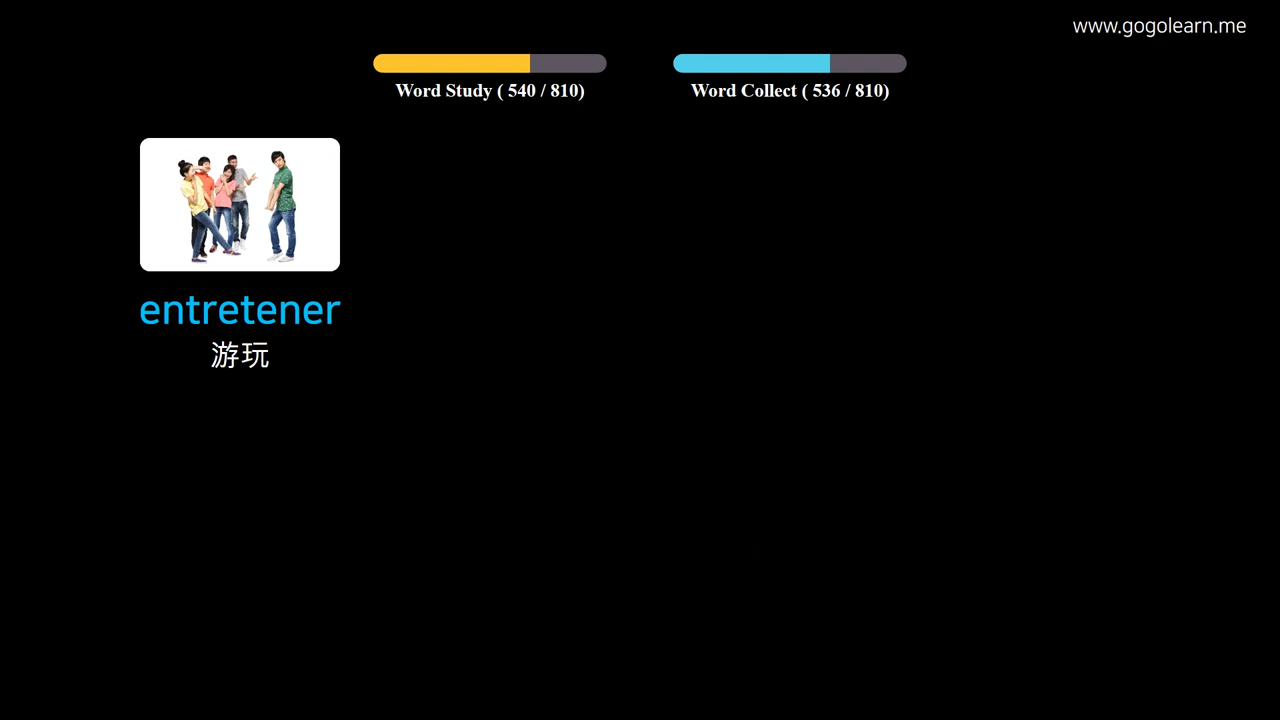 www.gogolearn.me
Word Study ( 540 / 810)
Word Collect ( 536 / 810)
entretener
游玩